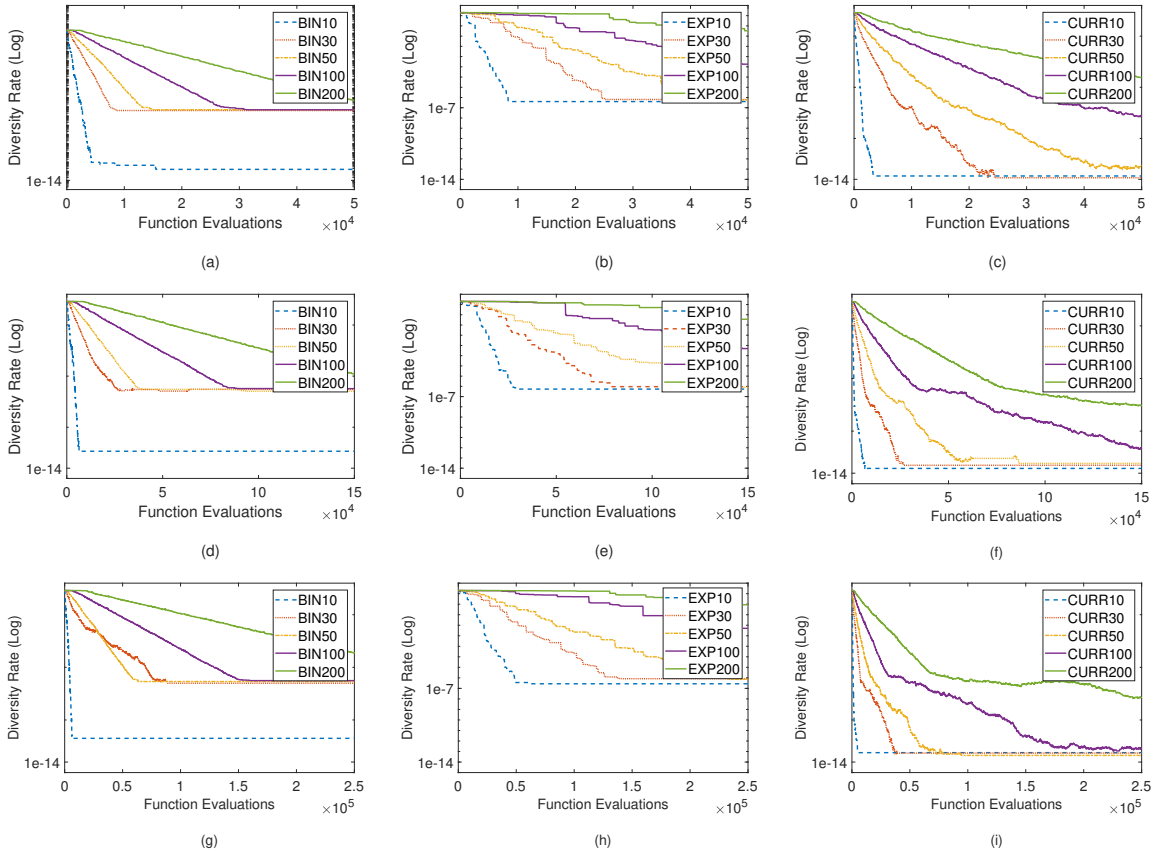 Diversity Rate (Log)
1e-14
BIN10
BIN30
BIN50
BIN100
BIN200
0 1 2 3 4 5
Function Evaluations
×10^4
(a)
Diversity Rate (Log)
1e-7
1e-14
EXP10
EXP30
EXP50
EXP100
EXP200
0 1 2 3 4 5
Function Evaluations
×10^4
(b)
Diversity Rate (Log)
1e-14
CURR10
CURR30
CURR50
CURR100
CURR200
0 1 2 3 4 5
Function Evaluations
×10^4
(c)
Diversity Rate (Log)
1e-14
BIN10
BIN30
BIN50
BIN100
BIN200
0 5 10 15
Function Evaluations
×10^4
(d)
Diversity Rate (Log)
1e-7
1e-14
EXP10
EXP30
EXP50
EXP100
EXP200
0 5 10 15
Function Evaluations
×10^4
(e)
Diversity Rate (Log)
1e-14
CURR10
CURR30
CURR50
CURR100
CURR200
0 5 10 15
Function Evaluations
×10^4
(f)
Diversity Rate (Log)
1e-14
BIN10
BIN30
BIN50
BIN100
BIN200
0 0.5 1 1.5 2 2.5
Function Evaluations
×10^5
(g)
Diversity Rate (Log)
1e-7
1e-14
EXP10
EXP30
EXP50
EXP100
EXP200
0 0.5 1 1.5 2 2.5
Function Evaluations
×10^5
(h)
Diversity Rate (Log)
1e-14
CURR10
CURR30
CURR50
CURR100
CURR200
0 0.5 1 1.5 2 2.5
Function Evaluations
×10^5
(i)